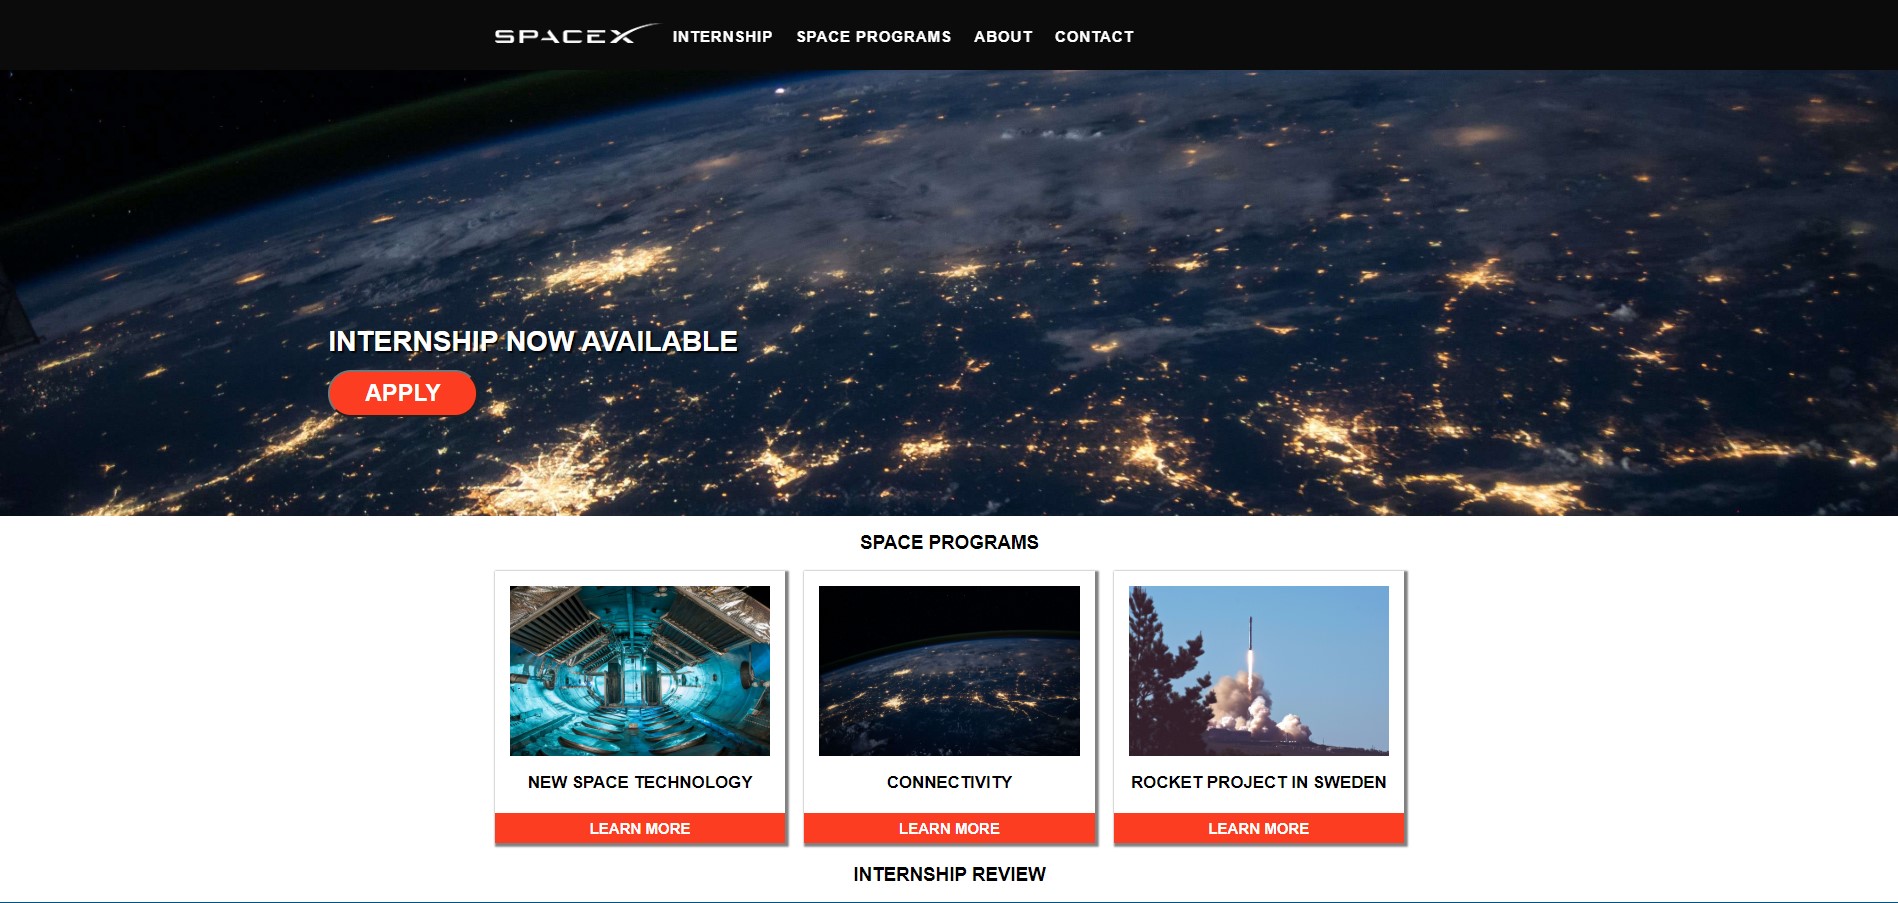 SPACEX INTERNSHIP SPACE PROGRAMS ABOUT CONTACT
INTERNSHIP NOW AVAILABLE
APPLY
SPACE PROGRAMS
NEW SPACE TECHNOLOGY
LEARN MORE
CONNECTIVITY
LEARN MORE
ROCKET PROJECT IN SWEDEN
LEARN MORE
INTERNSHIP REVIEW